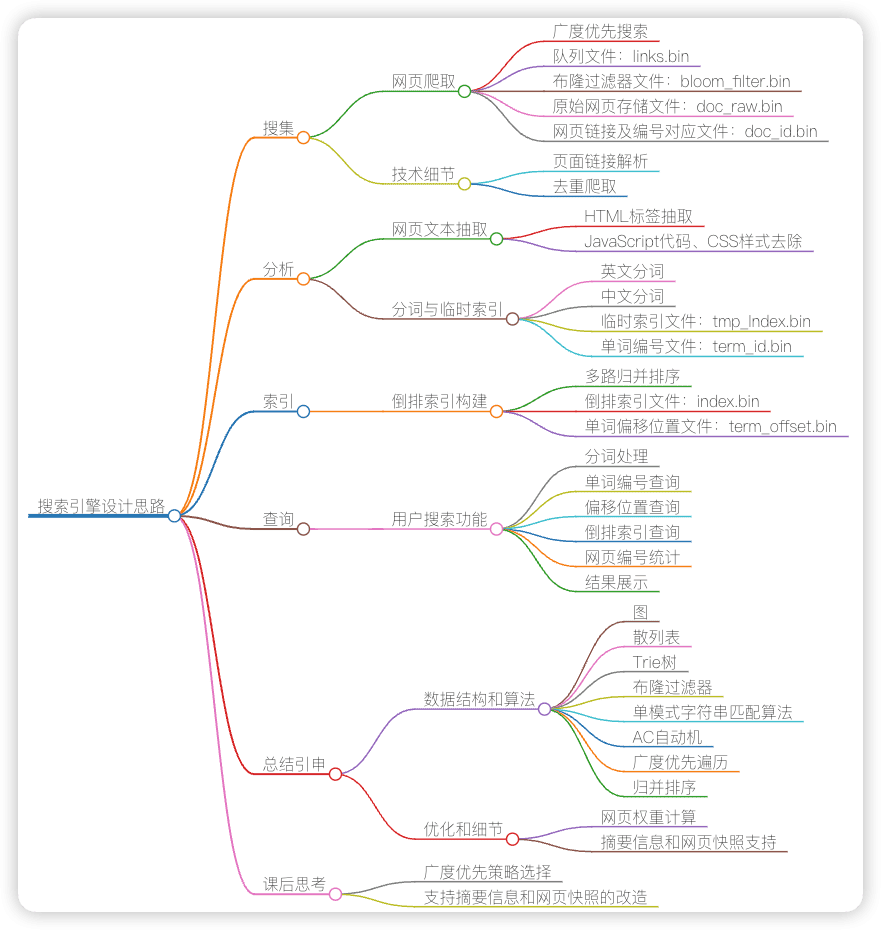 搜索引擎设计思路
搜集
网页爬取
广度优先搜索
队列文件：links.bin
布隆过滤器文件：bloom_filter.bin
原始网页存储文件：doc_raw.bin
网页链接及编号对应文件：doc_id.bin
技术细节
页面链接解析
去重爬取
分析
网页文本抽取
HTML标签抽取
JavaScript代码、CSS样式去除
分词与临时索引
英文分词
中文分词
临时索引文件：tmp_Index.bin
单词编号文件：term_id.bin
索引
倒排索引构建
多路归并排序
倒排索引文件：index.bin
单词偏移位置文件：term_offset.bin
查询
用户搜索功能
分词处理
单词编号查询
偏移位置查询
倒排索引查询
网页编号统计
结果展示
总结引申
数据结构和算法
图
散列表
Trie树
布隆过滤器
单模式字符串匹配算法
AC自动机
广度优先遍历
归并排序
优化和细节
网页权重计算
摘要信息和网页快照支持
课后思考
广度优先策略选择
支持摘要信息和网页快照的改造